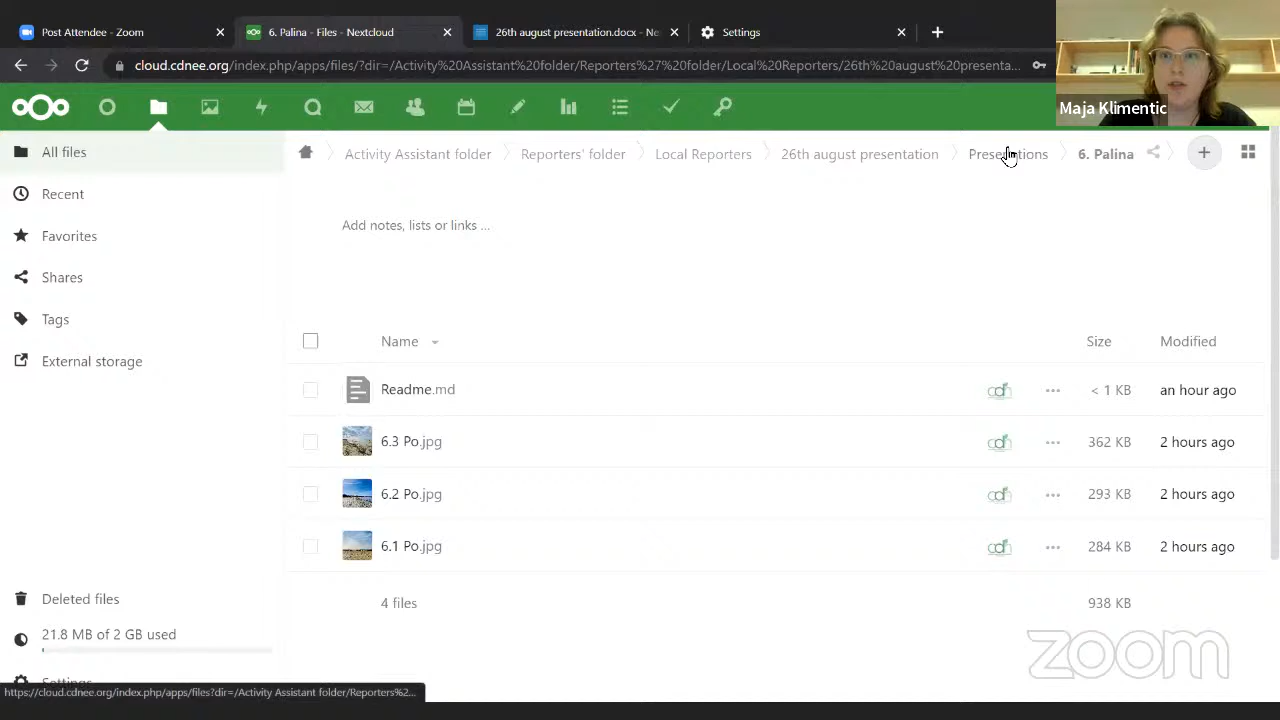 Post Attendee - Zoom
6. Palina - Files - Nextcloud
26th august presentation.docx - Ne
Settings
cloud.cdnee.org/index.php/apps/files/?dir=/Activity%20Assistant%20folder/Reporters%27%20folder/Local%20Reporters/26th%20august%20presenta...
Maja Klimentic
All files
Activity Assistant folder
Reporters' folder
Local Reporters
26th august presentation
Presentations
6. Palina
Recent
Favorites
Add notes, lists or links ...
Shares
Tags
External storage
Name
Size
Modified
Readme.md
< 1 KB
an hour ago
6.3 Po.jpg
362 KB
2 hours ago
6.2 Po.jpg
293 KB
2 hours ago
6.1 Po.jpg
284 KB
2 hours ago
4 files
938 KB
Deleted files
21.8 MB of 2 GB used
Settings
zoom
https://cloud.cdnee.org/index.php/apps/files?dir=/Activity Assistant folder/Reporters%2...